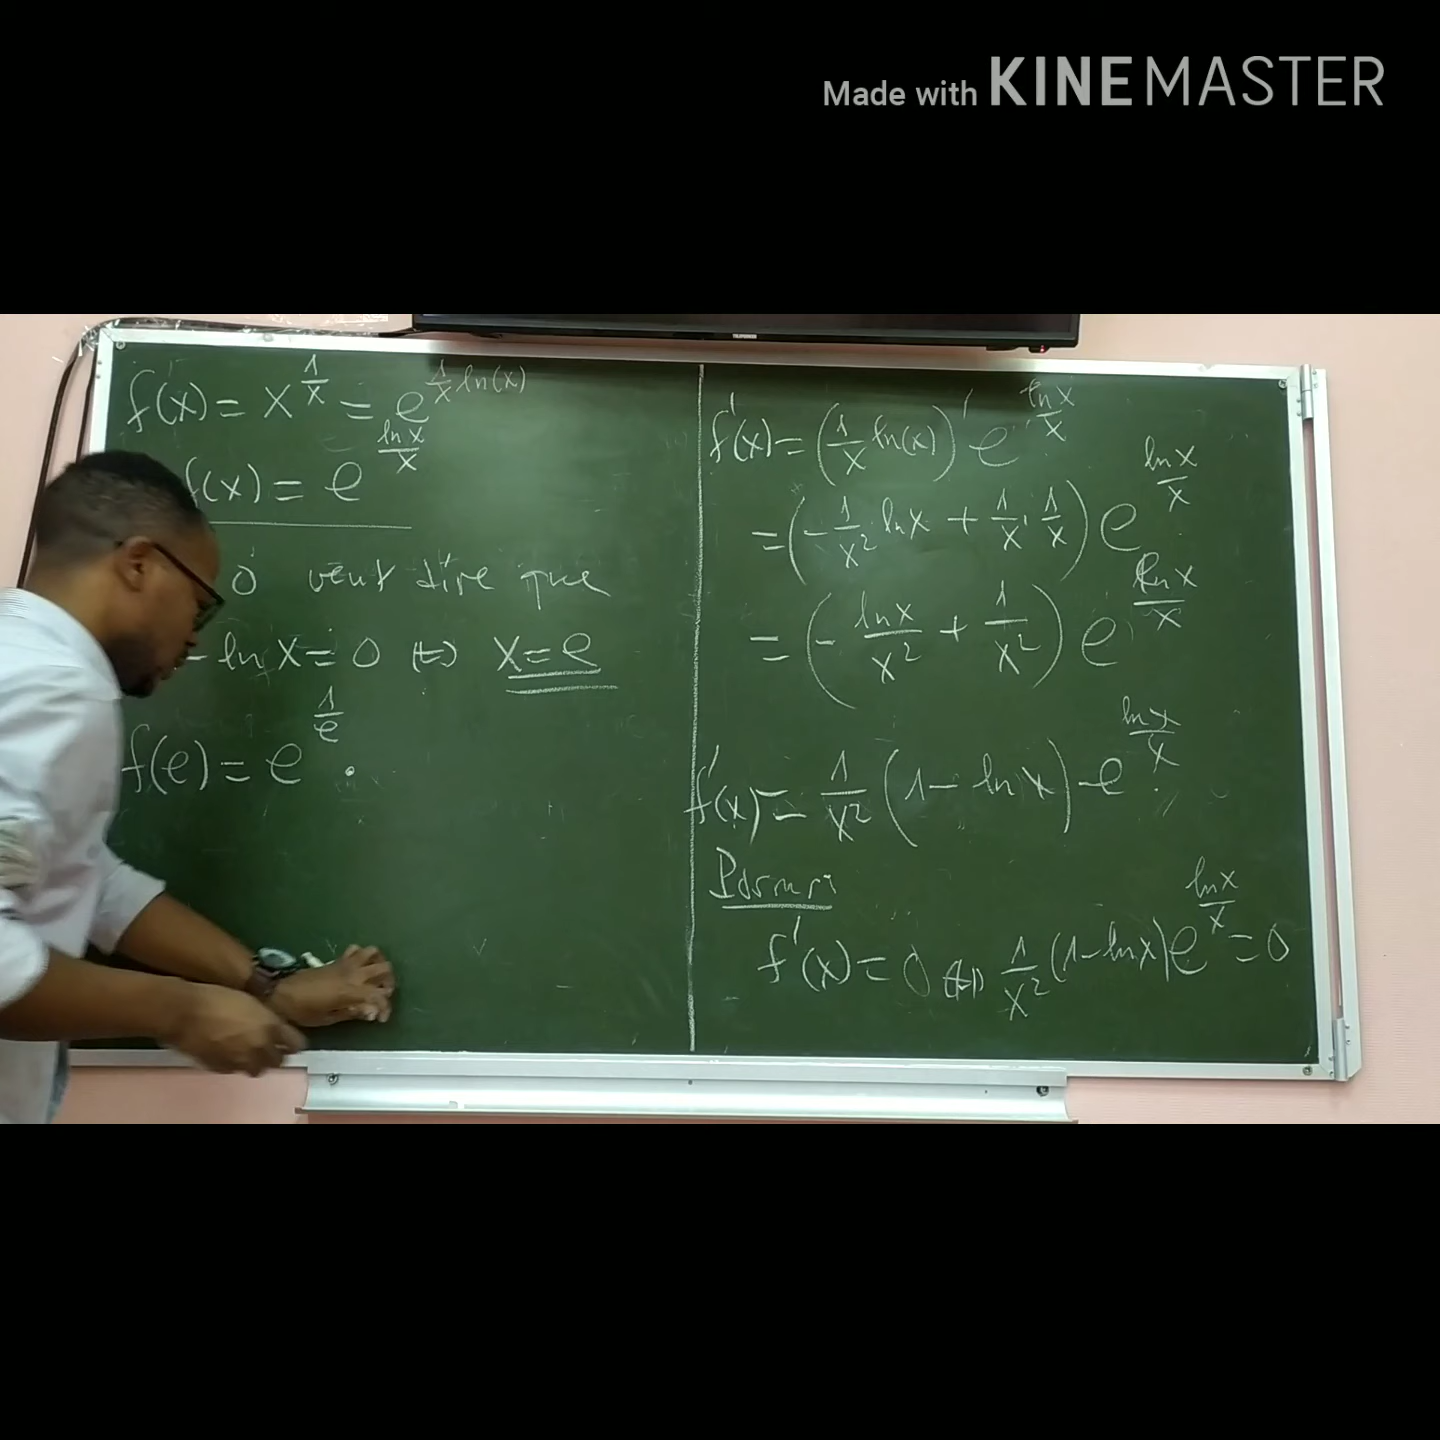 Made with KINEMASTER
f(x) = x^{1/x} = e^{1/x ln(x)}
f(x) = e^{ln x/x}
0 veut dire que
- ln x = 0 ⟺ x = e
f(e) = e^{1/e}.
f'(x) = (1/x ln(x))' e^{ln x/x}
= (- 1/x² ln x + 1/x · 1/x) e^{ln x/x}
= (- ln x/x² + 1/x²) e^{ln x/x}
f'(x) = 1/x² (1 - ln x) · e^{ln x/x}
f'(x) = 0 ⟺ 1/x² (1 - ln x) e^{ln x/x} = 0